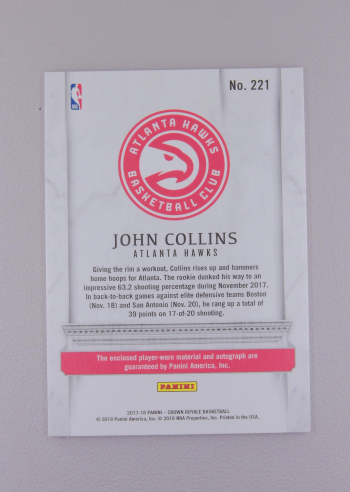 No. 221
ATLANTA HAWKS
BASKETBALL CLUB
JOHN COLLINS
ATLANTA HAWKS
Giving the rim a workout, Collins rises up and hammers
home hoops for Atlanta. The rookie dunked his way to an
impressive 63.2 shooting percentage during November 2017.
In back-to-back games against elite defensive teams Boston
(Nov. 18) and San Antonio (Nov. 20), he rang up a total of
39 points on 17-of-20 shooting.
The enclosed player-worn material and autograph are
guaranteed by Panini America, Inc.
PANINI
2017-18 PANINI – CROWN ROYALE BASKETBALL
© 2018 Panini America, Inc. © 2018 NBA Properties, Inc. Printed in the USA.